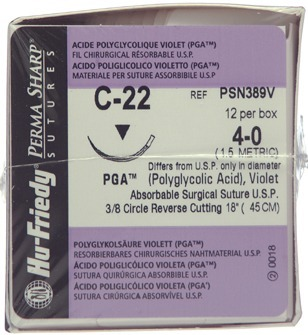 Hu-Friedy PERMA SHARP®
SUTURES
ACIDE POLYGLYCOLIQUE VIOLET (PGA™)
FIL CHIRURGICAL RÉSORBABLE U.S.P.
ACIDO POLIGLICOLICO VIOLETTO (PGA™)
MATERIALE PER SUTURE ASSORBIBILE U.S.P.
C-22 REF PSN389V
12 per box
4-0
(1.5 METRIC)
Differs from U.S.P. only in diameter
PGA™ (Polyglycolic Acid), Violet
Absorbable Surgical Suture U.S.P.
3/8 Circle Reverse Cutting 18" ( 45CM)
POLYGLYKOLSÄURE VIOLETT (PGA™)
RESORBIERBARES CHIRURGISCHES NAHTMATERIAL U.S.P.
ÁCIDO POLIGLICÓLICO VIOLETA (PGA™)
SUTURA QUIRÚRGICA ABSORBIBLE U.S.P.
ÁCIDO POLIGLICÓLICO VIOLETA (PGA™)
SUTURA CIRÚRGICA ABSORVÍVEL U.S.P.
② 0018